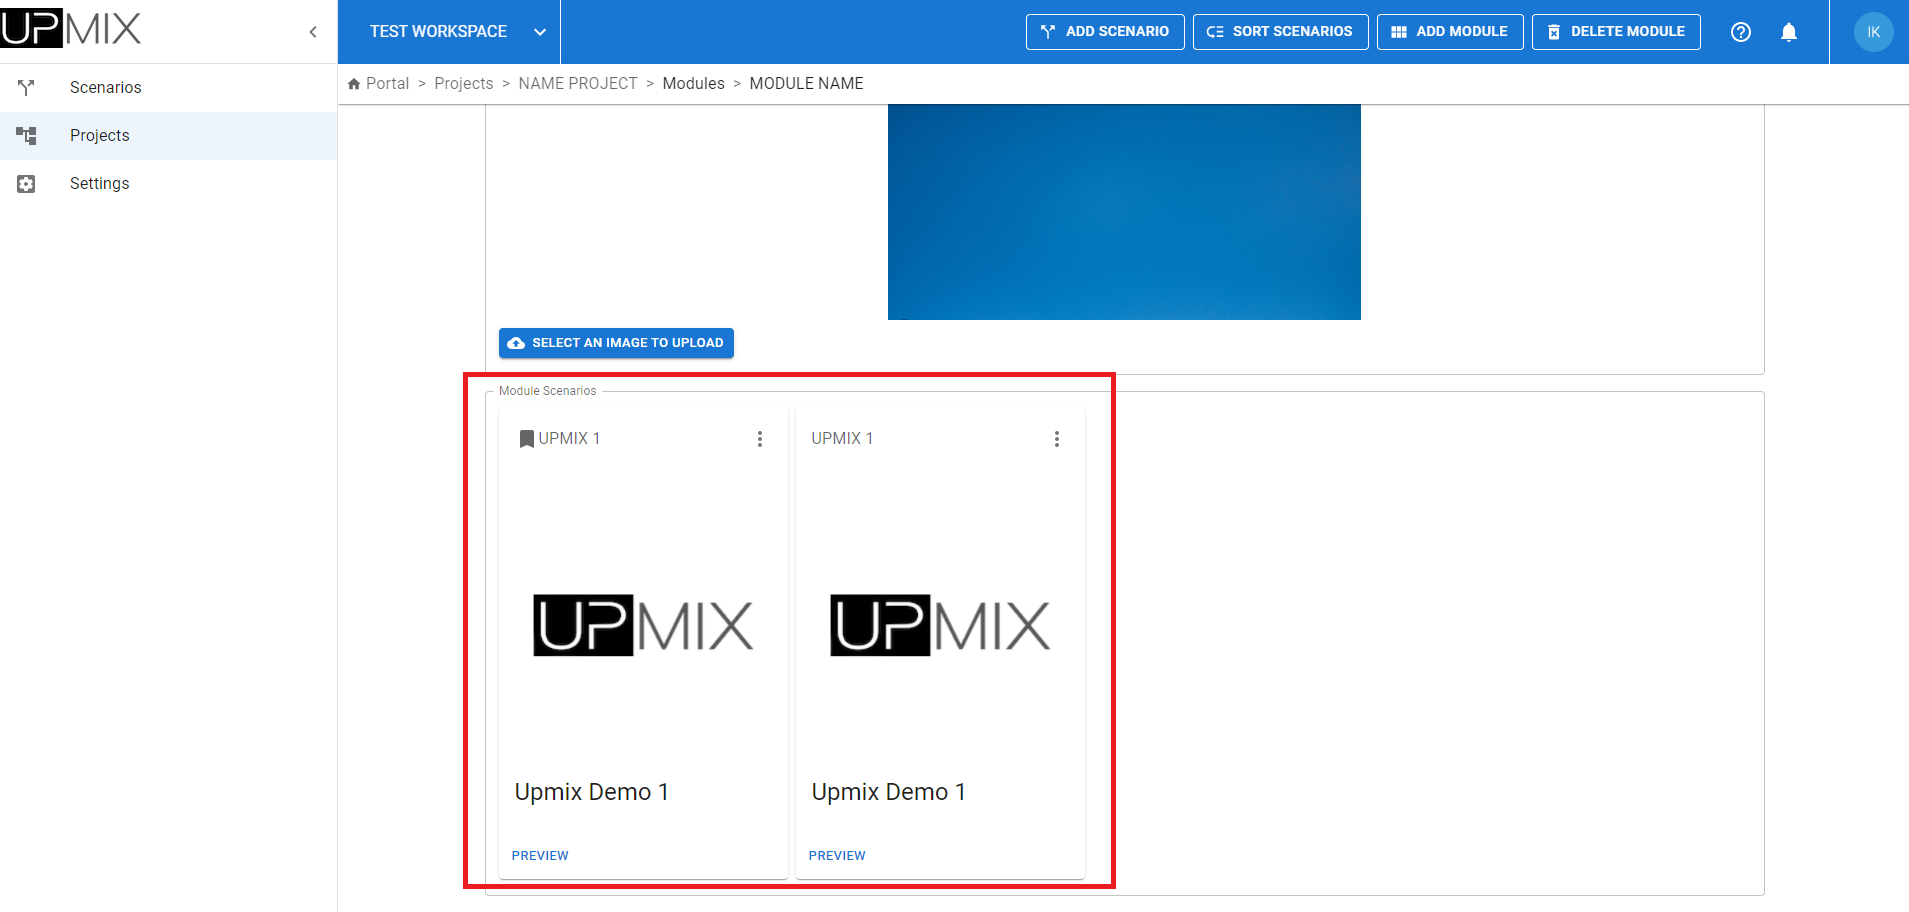 UPMIX
TEST WORKSPACE
ADD SCENARIO
SORT SCENARIOS
ADD MODULE
DELETE MODULE
IK
Scenarios
Projects
Settings
Portal > Projects > NAME PROJECT > Modules > MODULE NAME
SELECT AN IMAGE TO UPLOAD
Module Scenarios
UPMIX 1
UPMIX
Upmix Demo 1
PREVIEW
UPMIX 1
UPMIX
Upmix Demo 1
PREVIEW